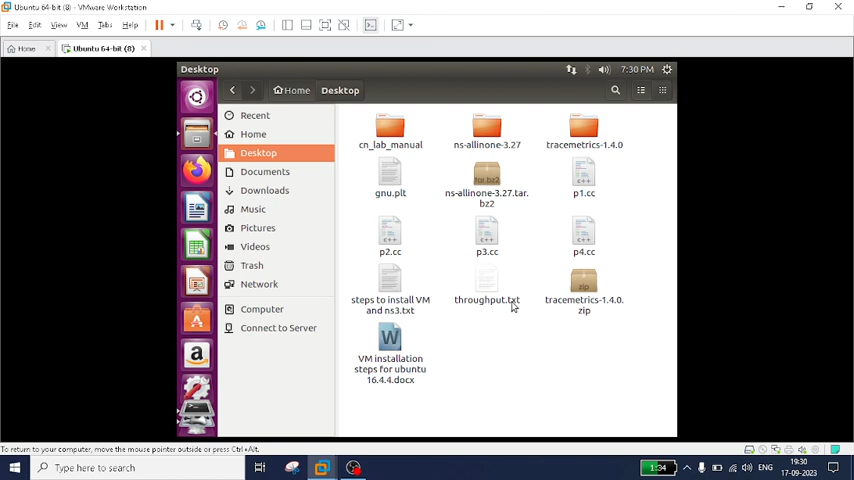 Ubuntu 64-bit (8) - VMware Workstation
File Edit View VM Tabs Help
Home
Ubuntu 64-bit (8)
Desktop
7:30 PM
Home
Desktop
Recent
Home
Desktop
Documents
Downloads
Music
Pictures
Videos
Trash
Network
Computer
Connect to Server
cn_lab_manual
ns-allinone-3.27
tracemetrics-1.4.0
gnu.plt
tar.bz2
ns-allinone-3.27.tar.
bz2
c++
p1.cc
c++
p2.cc
c++
p3.cc
c++
p4.cc
steps to install VM
and ns3.txt
throughput.txt
zip
tracemetrics-1.4.0.
zip
W
VM installation
steps for ubuntu
16.4.4.docx
To return to your computer, move the mouse pointer outside or press Ctrl+Alt.
Type here to search
1:34
ENG
19:30
17-09-2023